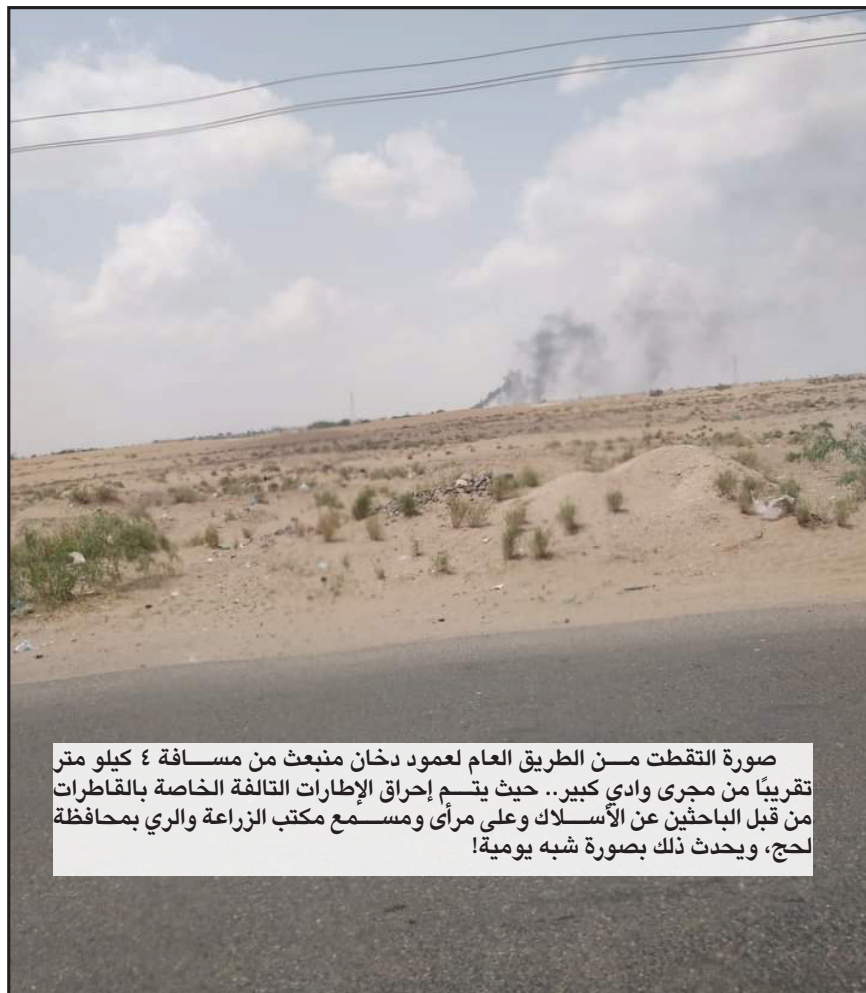 صورة التقطت مـــن الطريق العام لعمود دخان منبعث من مســـافة ٤ كيلو متر
تقريبًا من مجرى وادي كبير.. حيث يتـــم إحراق الإطارات التالفة الخاصة بالقاطرات
من قبل الباحثين عن الأســـلاك وعلى مرأى ومســـمع مكتب الزراعة والري بمحافظة
لحج، ويحدث ذلك بصورة شبه يومية!